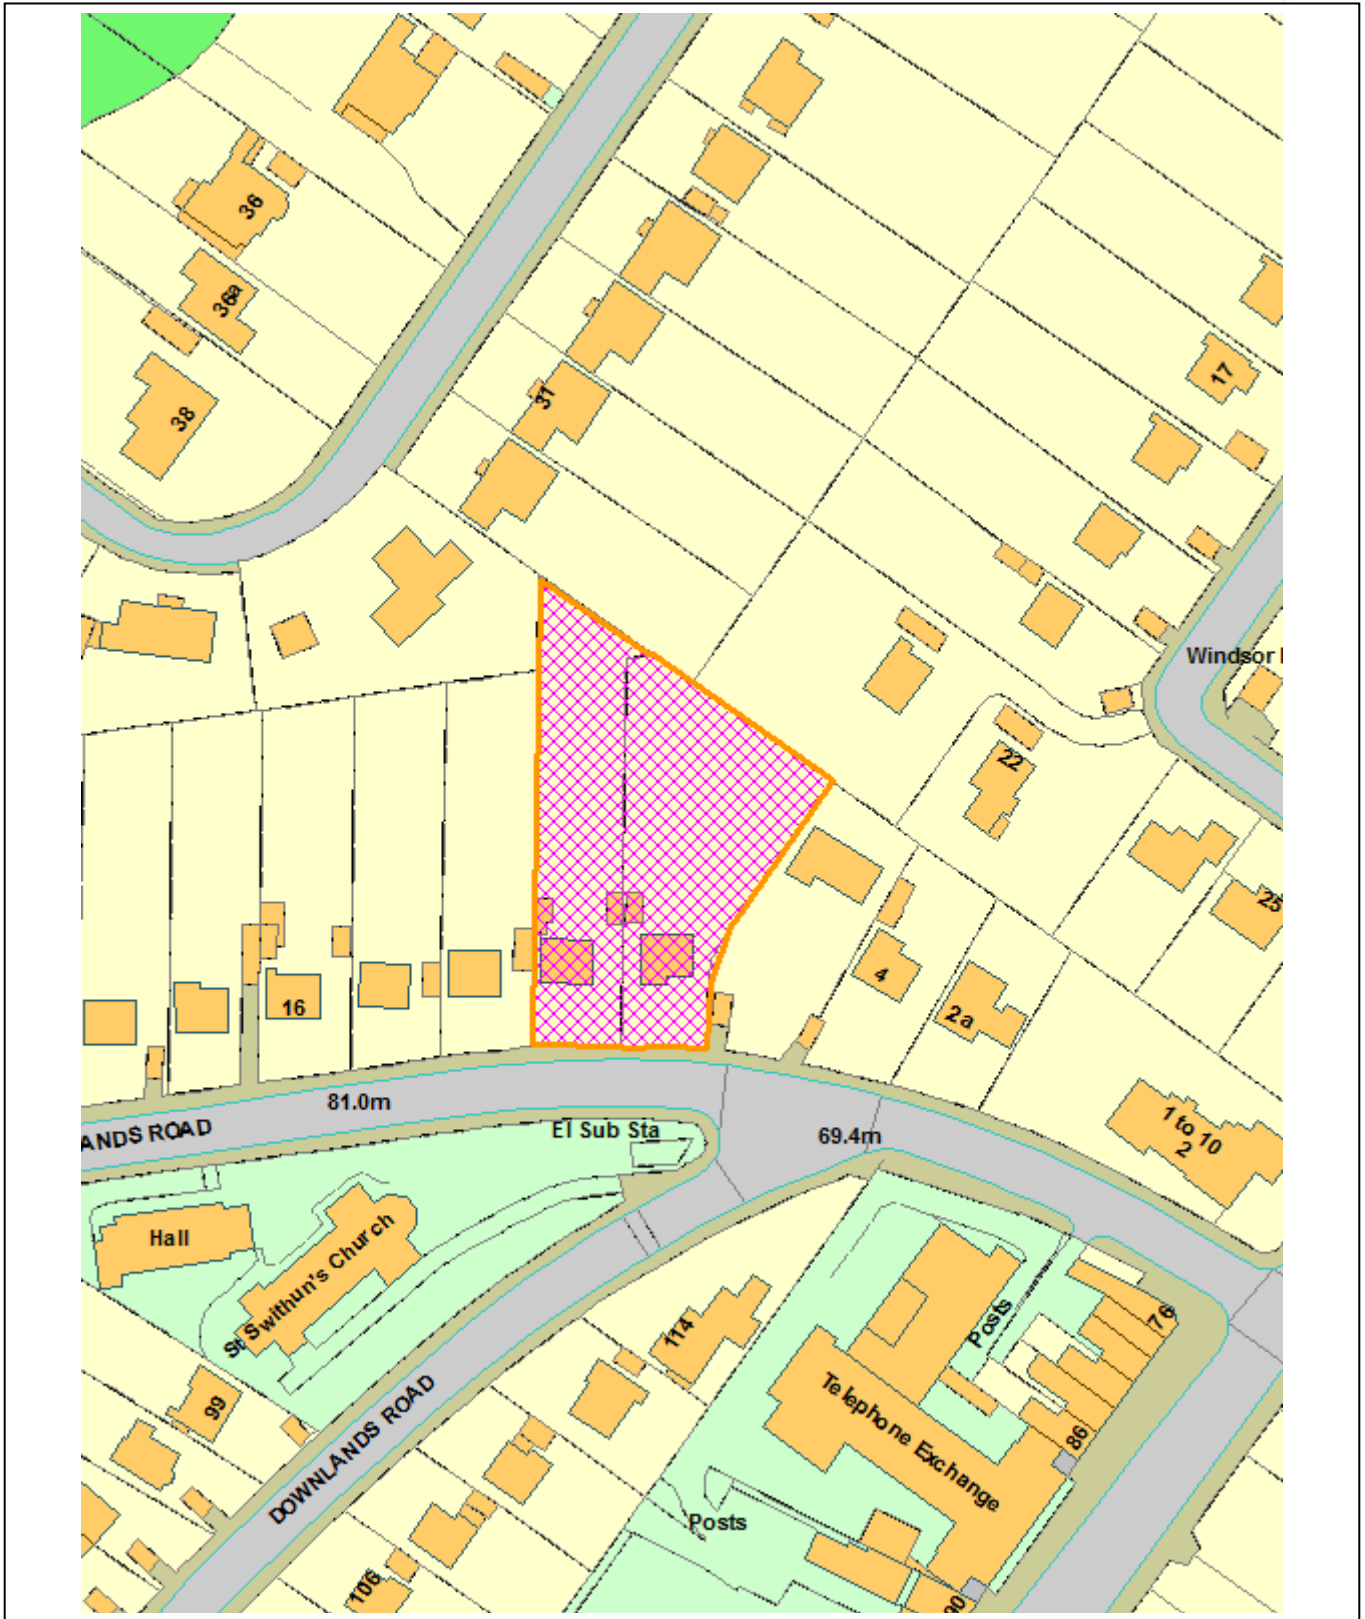 36
36a
38
31
17
Windsor
22
25
4
2a
16
1 to 10
2
81.0m
ANDS ROAD
El Sub Sta
69.4m
Hall
St Swithun's Church
76
Posts
114
Telephone Exchange
86
99
DOWNLANDS ROAD
Posts
106
90